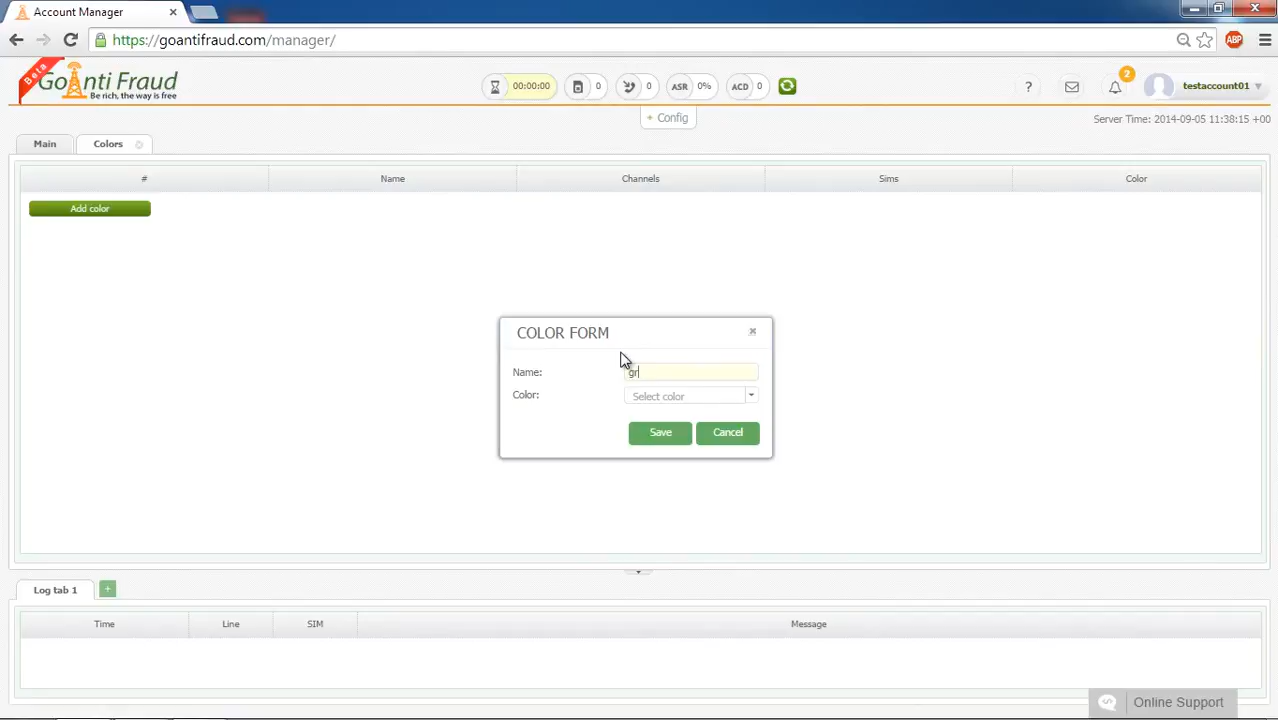 Account Manager
https://goantifraud.com/manager/
ABP
Beta
GoAnti Fraud
Be rich, the way is free
00:00:00
0
0
ASR 0%
ACD 0
?
2
testaccount01
+ Config
Server Time: 2014-09-05 11:38:15 +00
Main
Colors
# Name Channels Sims Color
Add color
COLOR FORM
Name: gr
Color: Select color
Save Cancel
Log tab 1 +
Time Line SIM Message
Online Support